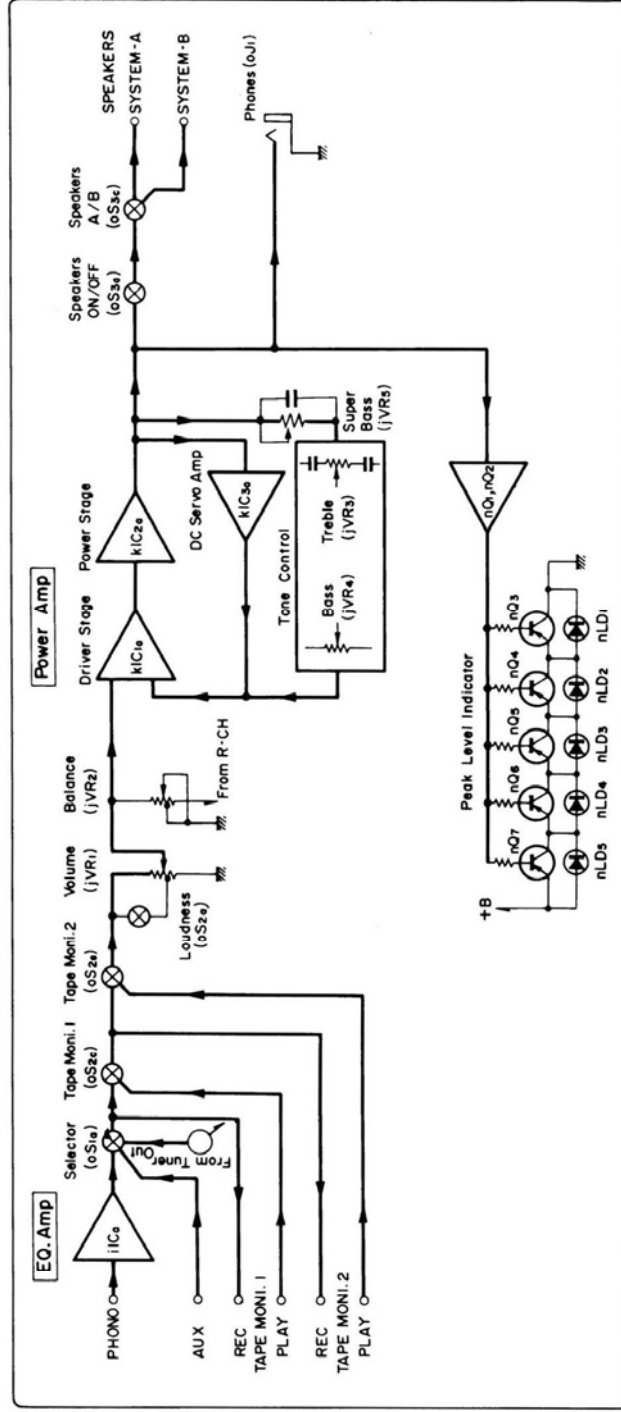 EQ. Amp
Power Amp
PHONO
iICa
Selector
(oS1a)
Tape Moni. 1
(oS2c)
Tape Moni. 2
(oS2e)
Volume
(jVR1)
Balance
(jVR2)
Driver Stage
kIC1a
Power Stage
kIC2a
Speakers
ON/OFF
(oS3a)
Speakers
A/B
(oS3c)
SPEAKERS
SYSTEM-A
SYSTEM-B
Out
From Tuner
Loudness
(oS2a)
From R-CH
DC Servo Amp
kIC3a
Tone Control
Bass
(jVR4)
Treble
(jVR3)
Super
Bass
(jVR5)
Phones (oJ1)
AUX
REC
TAPE MONI. 1
PLAY
REC
TAPE MONI. 2
PLAY
nQ1, nQ2
Peak Level Indicator
+B
nQ7
nQ6
nQ5
nQ4
nQ3
nLD5
nLD4
nLD3
nLD2
nLD1